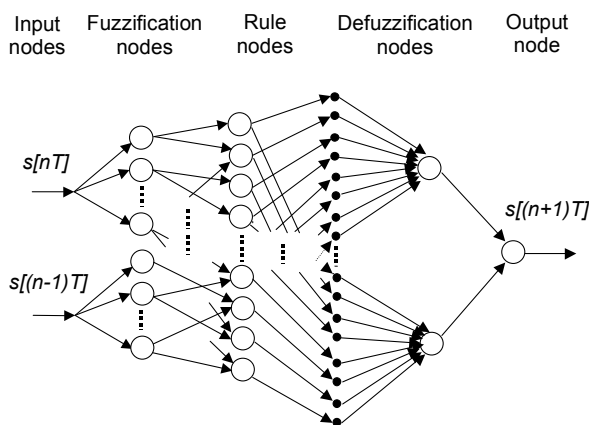 Input nodes
Fuzzification nodes
Rule nodes
Defuzzification nodes
Output node
s[nT]
s[(n+1)T]
s[(n-1)T]